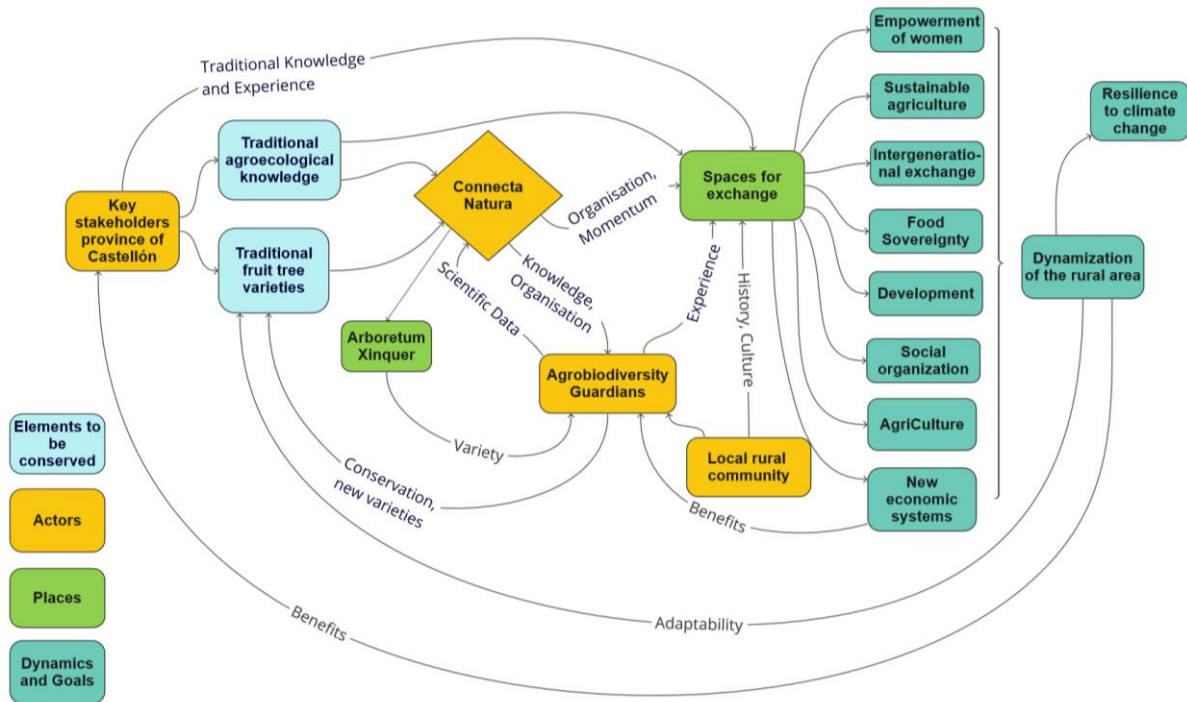 Traditional Knowledge
and Experience
Key
stakeholders
province of
Castellón
Traditional
agroecological
knowledge
Traditional
fruit tree
varieties
Connecta
Natura
Organisation,
Momentum
Knowledge,
Organisation
Scientific Data
Arboretum
Xinquer
Variety
Agrobiodiversity
Guardians
Conservation,
new varieties
Spaces for
exchange
Experience
History, Culture
Local rural
community
Benefits
Empowerment
of women
Sustainable
agriculture
Intergeneratio-
nal exchange
Food
Sovereignty
Development
Social
organization
AgriCulture
New
economic
systems
Resilience
to climate
change
Dynamization
of the rural area
Adaptability
Benefits
Elements to
be
conserved
Actors
Places
Dynamics
and Goals